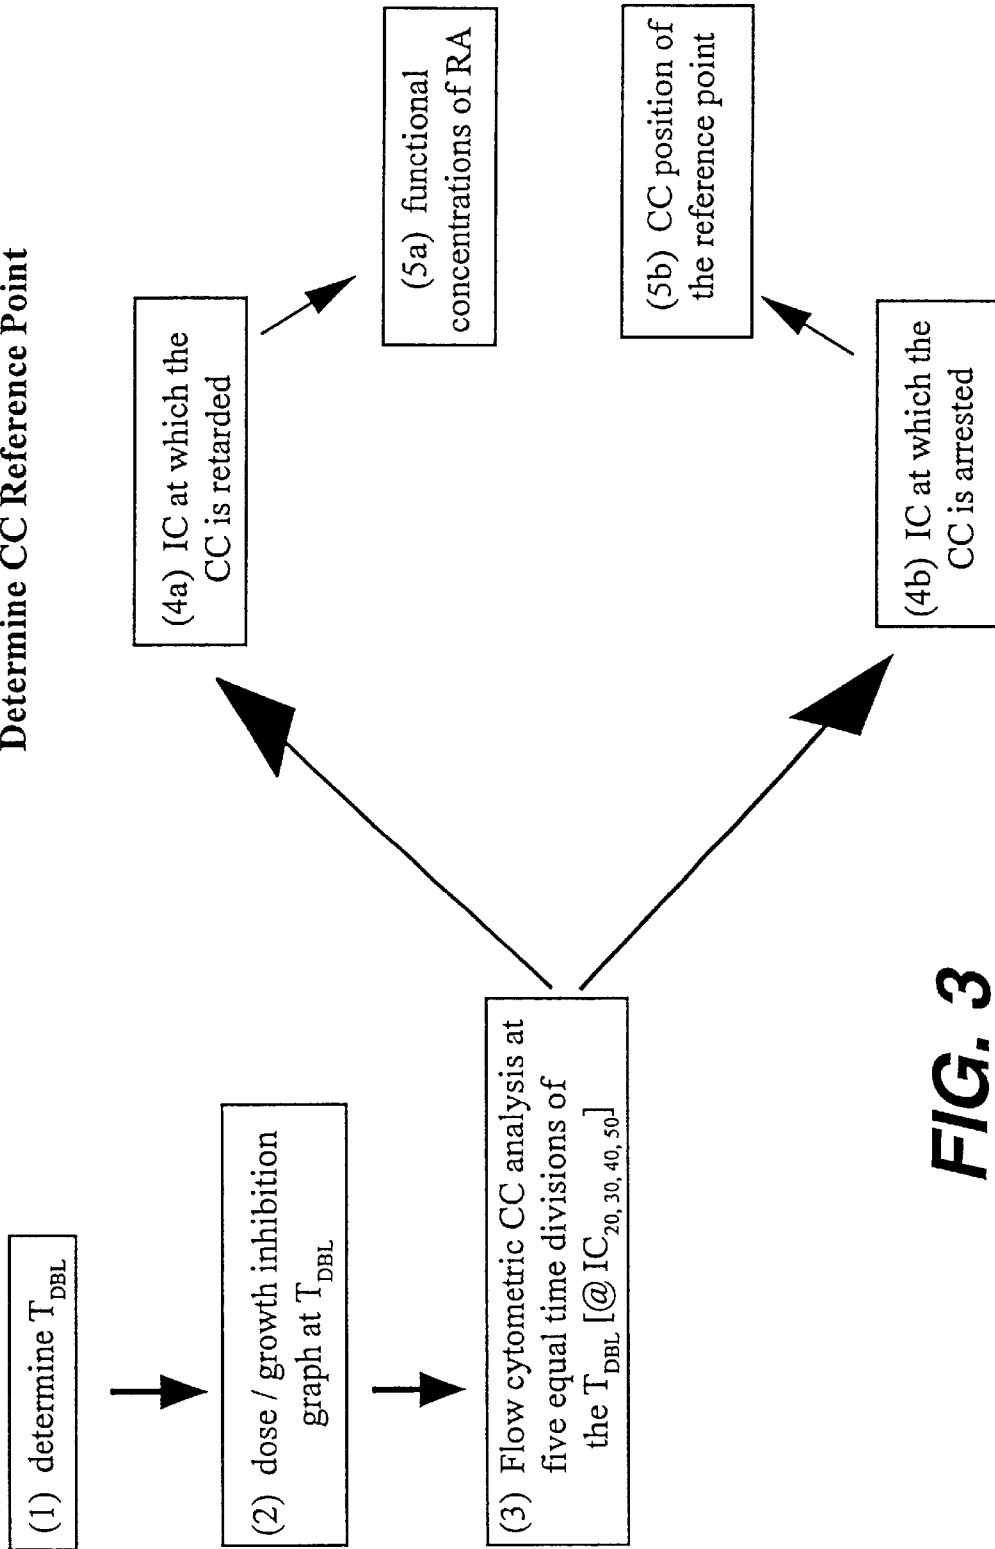 Determine CC Reference Point
(1) determine T_DBL
(2) dose / growth inhibition
graph at T_DBL
(3) Flow cytometric CC analysis at
five equal time divisions of
the T_DBL [@ IC_20, 30, 40, 50]
(4a) IC at which the
CC is retarded
(5a) functional
concentrations of RA
(4b) IC at which the
CC is arrested
(5b) CC position of
the reference point
FIG. 3